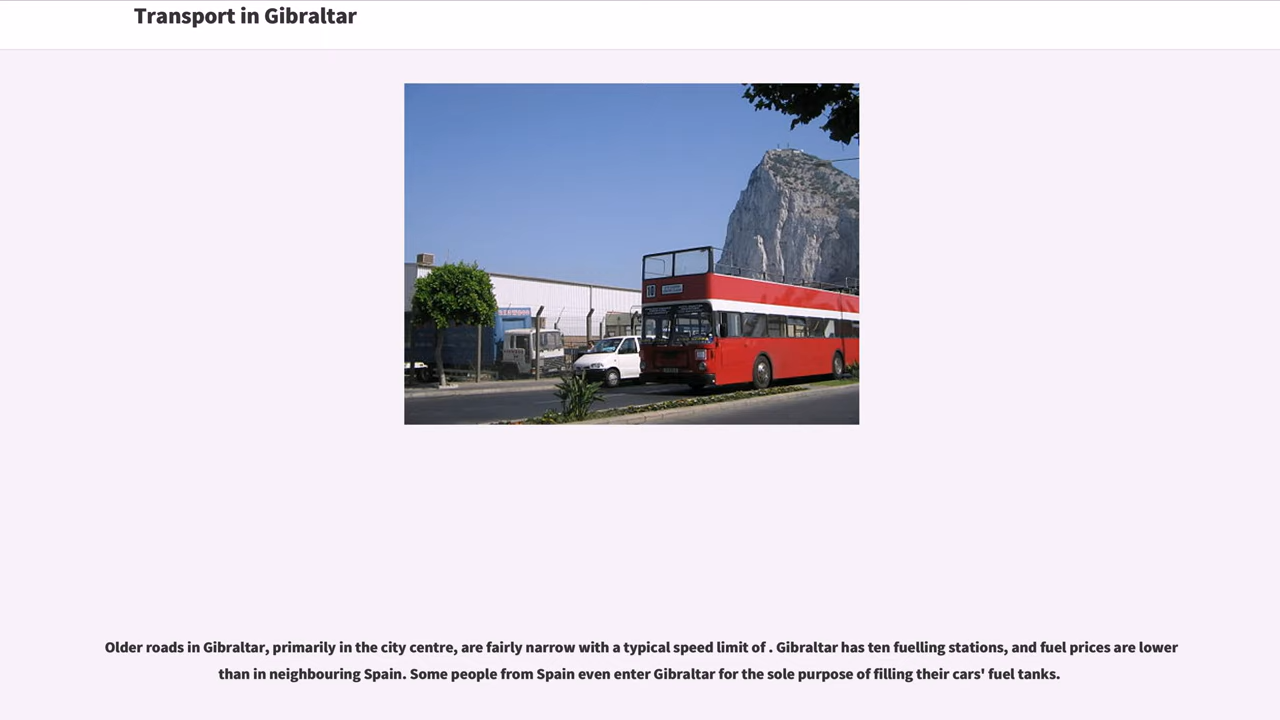 Transport in Gibraltar
Older roads in Gibraltar, primarily in the city centre, are fairly narrow with a typical speed limit of . Gibraltar has ten fuelling stations, and fuel prices are lower
than in neighbouring Spain. Some people from Spain even enter Gibraltar for the sole purpose of filling their cars' fuel tanks.